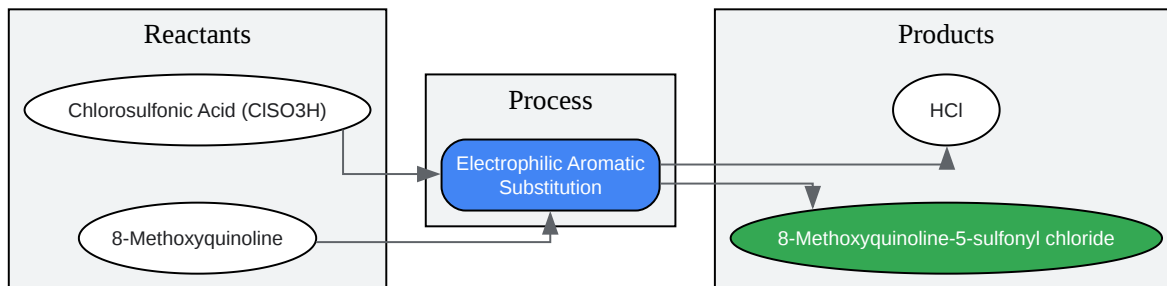 Reactants
Chlorosulfonic Acid (ClSO3H)
8-Methoxyquinoline
Process
Electrophilic Aromatic
Substitution
Products
HCl
8-Methoxyquinoline-5-sulfonyl chloride